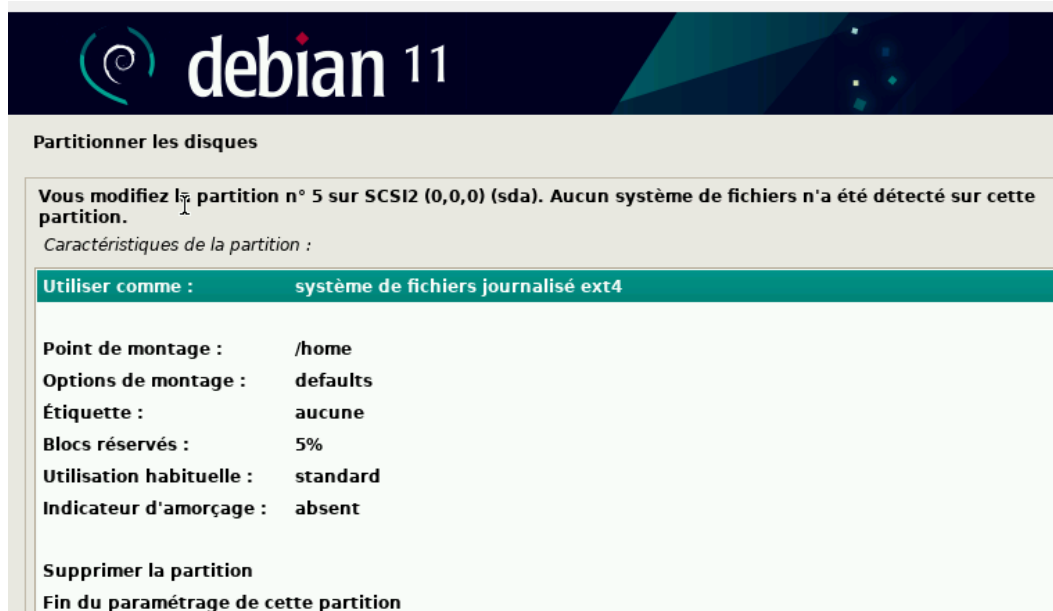 debian 11
Partitionner les disques
Vous modifiez la partition n° 5 sur SCSI2 (0,0,0) (sda). Aucun système de fichiers n'a été détecté sur cette
partition.
Caractéristiques de la partition :
Utiliser comme : système de fichiers journalisé ext4
Point de montage : /home
Options de montage : defaults
Étiquette : aucune
Blocs réservés : 5%
Utilisation habituelle : standard
Indicateur d'amorçage : absent
Supprimer la partition
Fin du paramétrage de cette partition